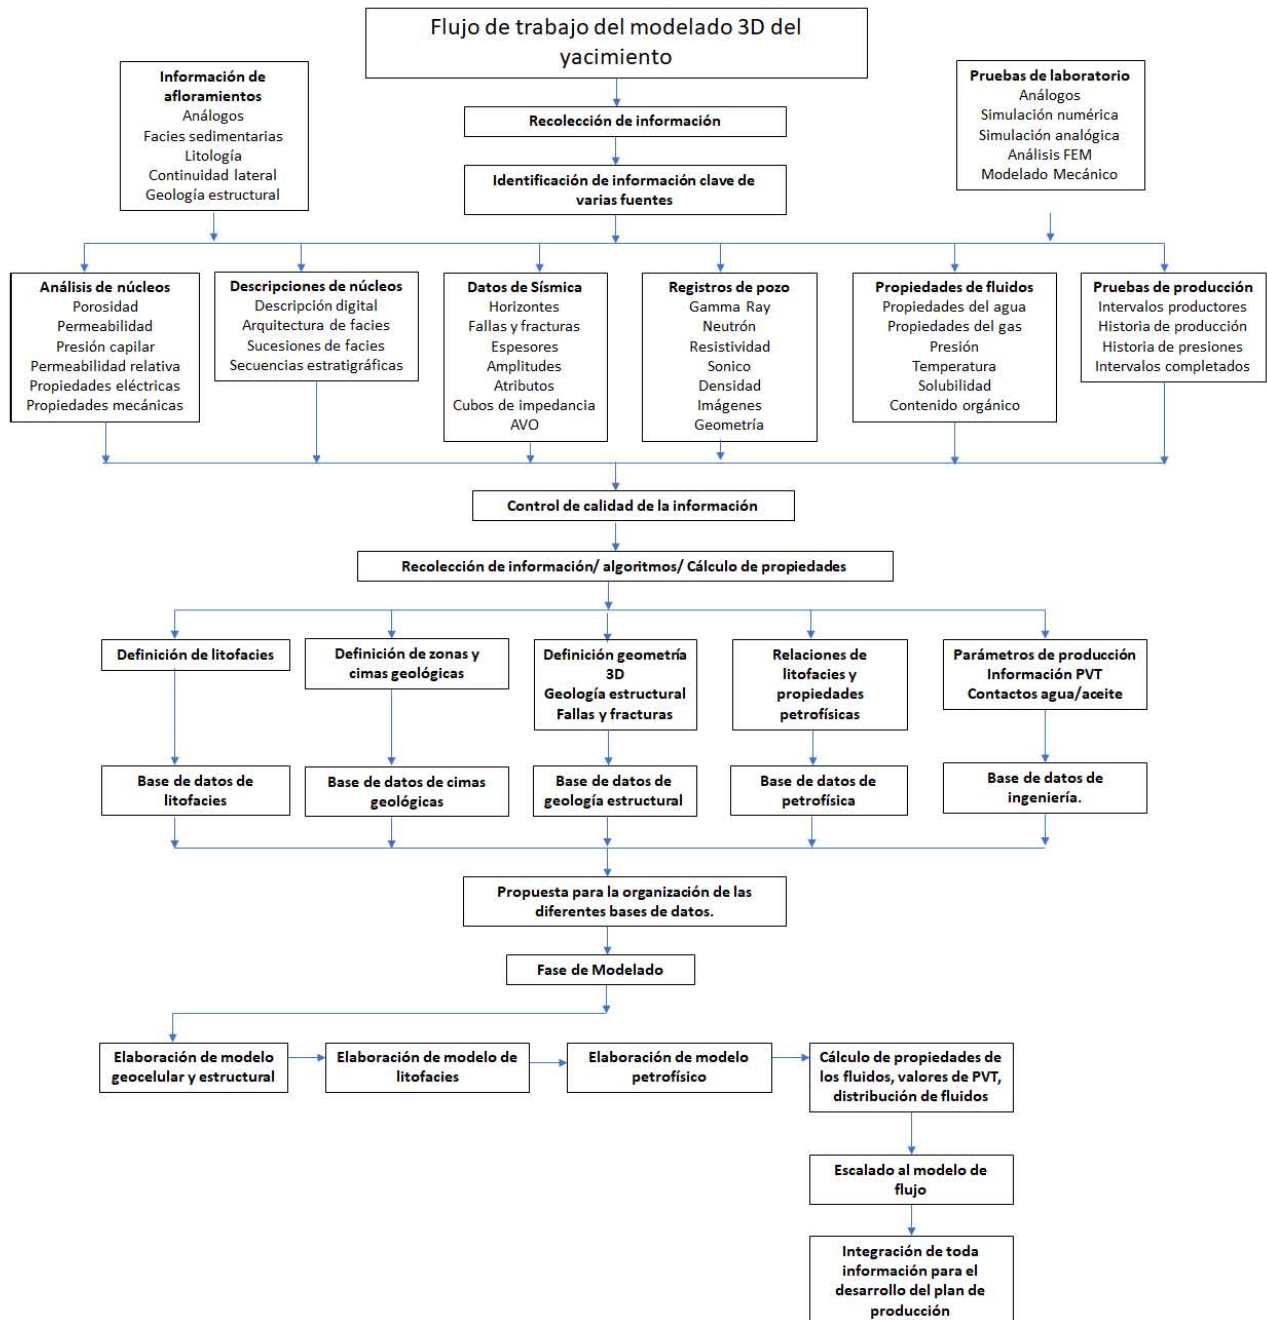 Flujo de trabajo del modelado 3D del
yacimiento
Información de
afloramientos
Análogos
Facies sedimentarias
Litología
Continuidad lateral
Geología estructural
Recolección de información
Identificación de información clave de
varias fuentes
Pruebas de laboratorio
Análogos
Simulación numérica
Simulación analógica
Análisis FEM
Modelado Mecánico
Análisis de núcleos
Porosidad
Permeabilidad
Presión capilar
Permeabilidad relativa
Propiedades eléctricas
Propiedades mecánicas
Descripciones de núcleos
Descripción digital
Arquitectura de facies
Sucesiones de facies
Secuencias estratigráficas
Datos de Sísmica
Horizontes
Fallas y fracturas
Espesores
Amplitudes
Atributos
Cubos de impedancia
AVO
Registros de pozo
Gamma Ray
Neutrón
Resistividad
Sonico
Densidad
Imágenes
Geometría
Propiedades de fluidos
Propiedades del agua
Propiedades del gas
Presión
Temperatura
Solubilidad
Contenido orgánico
Pruebas de producción
Intervalos productores
Historia de producción
Historia de presiones
Intervalos completados
Control de calidad de la información
Recolección de información/ algoritmos/ Cálculo de propiedades
Definición de litofacies
Definición de zonas y
cimas geológicas
Definición geometría
3D
Geología estructural
Fallas y fracturas
Relaciones de
litofacies y
propiedades
petrofísicas
Parámetros de producción
Información PVT
Contactos agua/aceite
Base de datos de
litofacies
Base de datos de cimas
geológicas
Base de datos de
geología estructural
Base de datos de
petrofísica
Base de datos de
ingeniería.
Propuesta para la organización de las
diferentes bases de datos.
Fase de Modelado
Elaboración de modelo
geocelular y estructural
Elaboración de modelo de
litofacies
Elaboración de modelo
petrofísico
Cálculo de propiedades de
los fluidos, valores de PVT,
distribución de fluidos
Escalado al modelo de
flujo
Integración de toda
información para el
desarrollo del plan de
producción